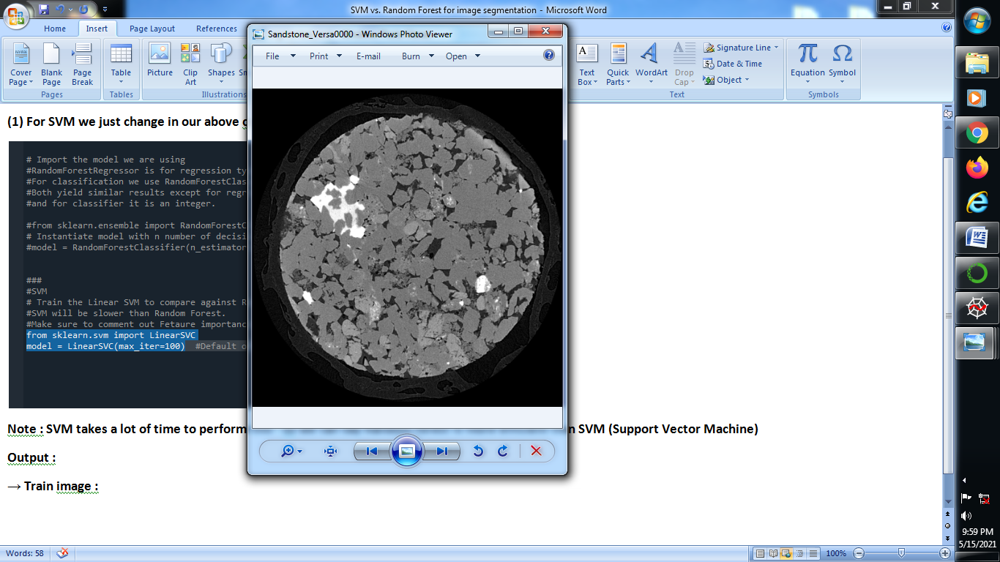 SVM vs. Random Forest for image segmentation - Microsoft Word
Home Insert Page Layout References
Cover Page Blank Page Page Break
Table
Picture Clip Art Shapes
Text Box Quick Parts WordArt Drop Cap
Signature Line
Date & Time
Object
Equation Symbol
Pages Tables Illustrations Text Symbols
Sandstone_Versa0000 - Windows Photo Viewer
File Print E-mail Burn Open
(1) For SVM we just change in our above
# Import the model we are using
#RandomForestRegressor is for regression
#For classification we use
#Both yield similar results except for
#and for classifier it is an integer.
#from sklearn.ensemble import
# Instantiate model with n number of
#model = RandomForestClassifier(n_estimator
###
#SVM
# Train the Linear SVM to compare against
#SVM will be slower than Random Forest.
#Make sure to comment out Fetaure
from sklearn.svm import LinearSVC
model = LinearSVC(max_iter=100) #Default
Note : SVM takes a lot of time to perform
SVM (Support Vector Machine)
Output :
→ Train image :
Words: 58
100%
9:59 PM
5/15/2021